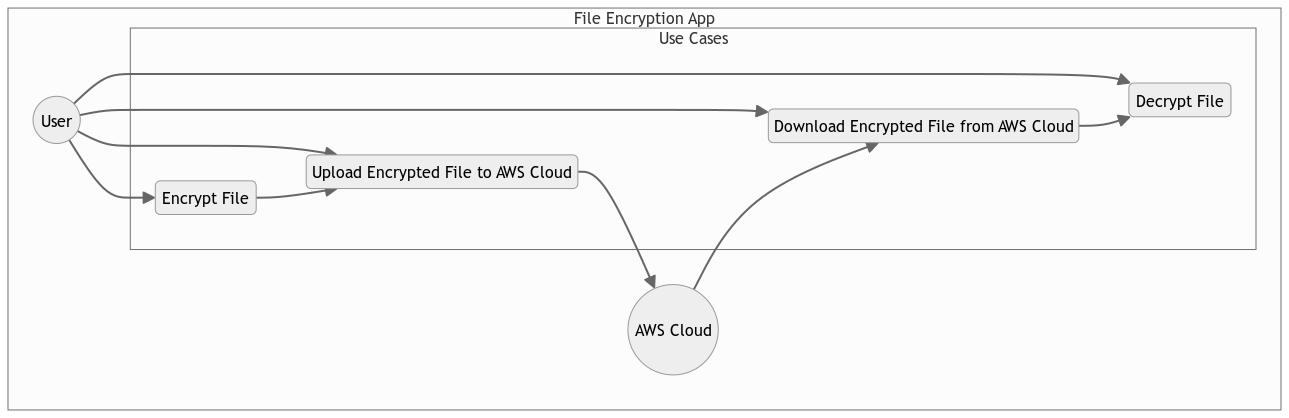 File Encryption App
Use Cases
User
Decrypt File
Download Encrypted File from AWS Cloud
Upload Encrypted File to AWS Cloud
Encrypt File
AWS Cloud